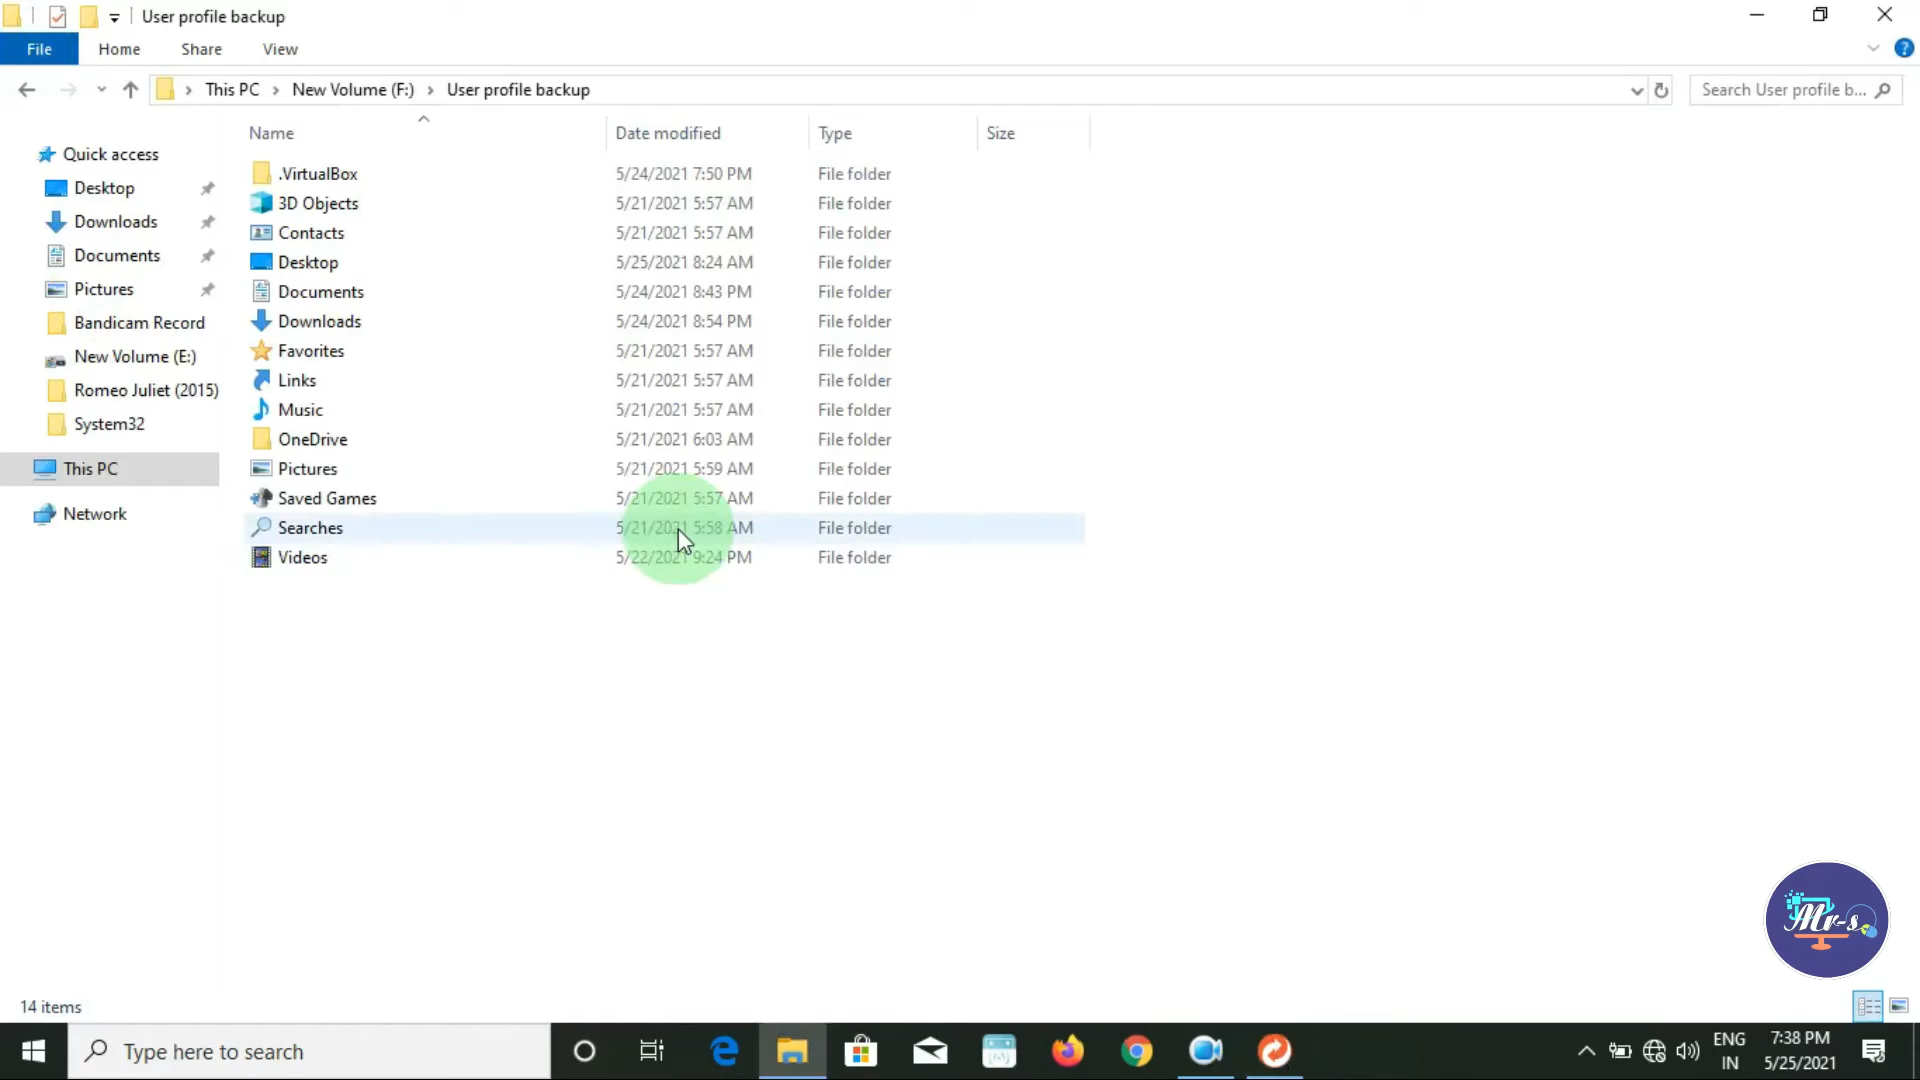 User profile backup
File Home Share View
This PC New Volume (F:) User profile backup
Search User profile b...
Name Date modified Type Size
Quick access
Desktop
Downloads
Documents
Pictures
Bandicam Record
New Volume (E:)
Romeo Juliet (2015)
System32
This PC
Network
.VirtualBox 5/24/2021 7:50 PM File folder
3D Objects 5/21/2021 5:57 AM File folder
Contacts 5/21/2021 5:57 AM File folder
Desktop 5/25/2021 8:24 AM File folder
Documents 5/24/2021 8:43 PM File folder
Downloads 5/24/2021 8:54 PM File folder
Favorites 5/21/2021 5:57 AM File folder
Links 5/21/2021 5:57 AM File folder
Music 5/21/2021 5:57 AM File folder
OneDrive 5/21/2021 6:03 AM File folder
Pictures 5/21/2021 5:59 AM File folder
Saved Games 5/21/2021 5:57 AM File folder
Searches 5/21/2021 5:58 AM File folder
Videos 5/22/2021 9:24 PM File folder
Mr-s
14 items
Type here to search
ENG
IN
7:38 PM
5/25/2021